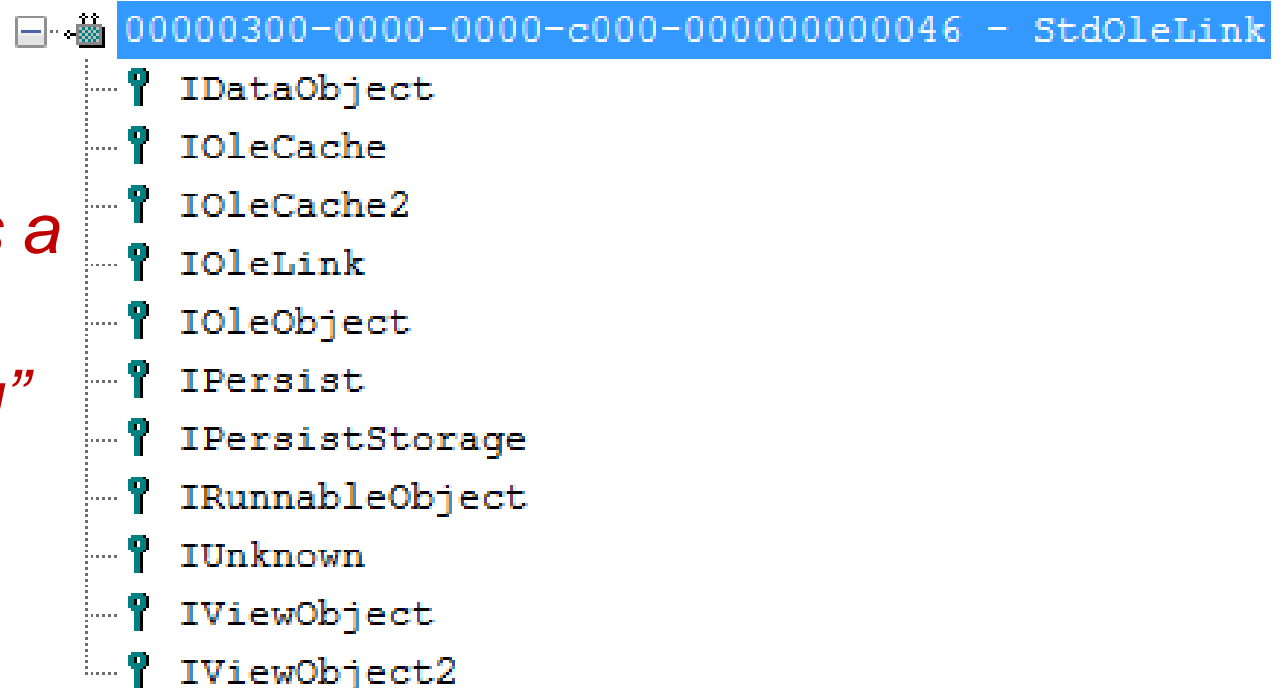 00000300-0000-0000-c000-000000000046 - StdOleLink
IDataObject
IOleCache
IOleCache2
s a
IOleLink
IOleObject
IPersist
”
IPersistStorage
IRunnableObject
IUnknown
IViewObject
IViewObject2